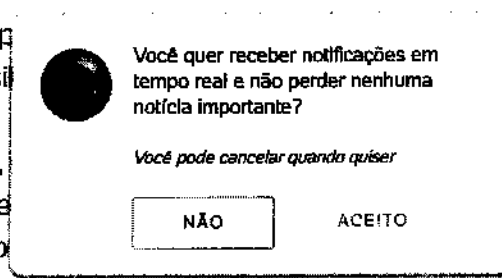 Você quer receber notificações em
tempo real e não perder nenhuma
notícia importante?
Você pode cancelar quando quiser
NÃO
ACEITO